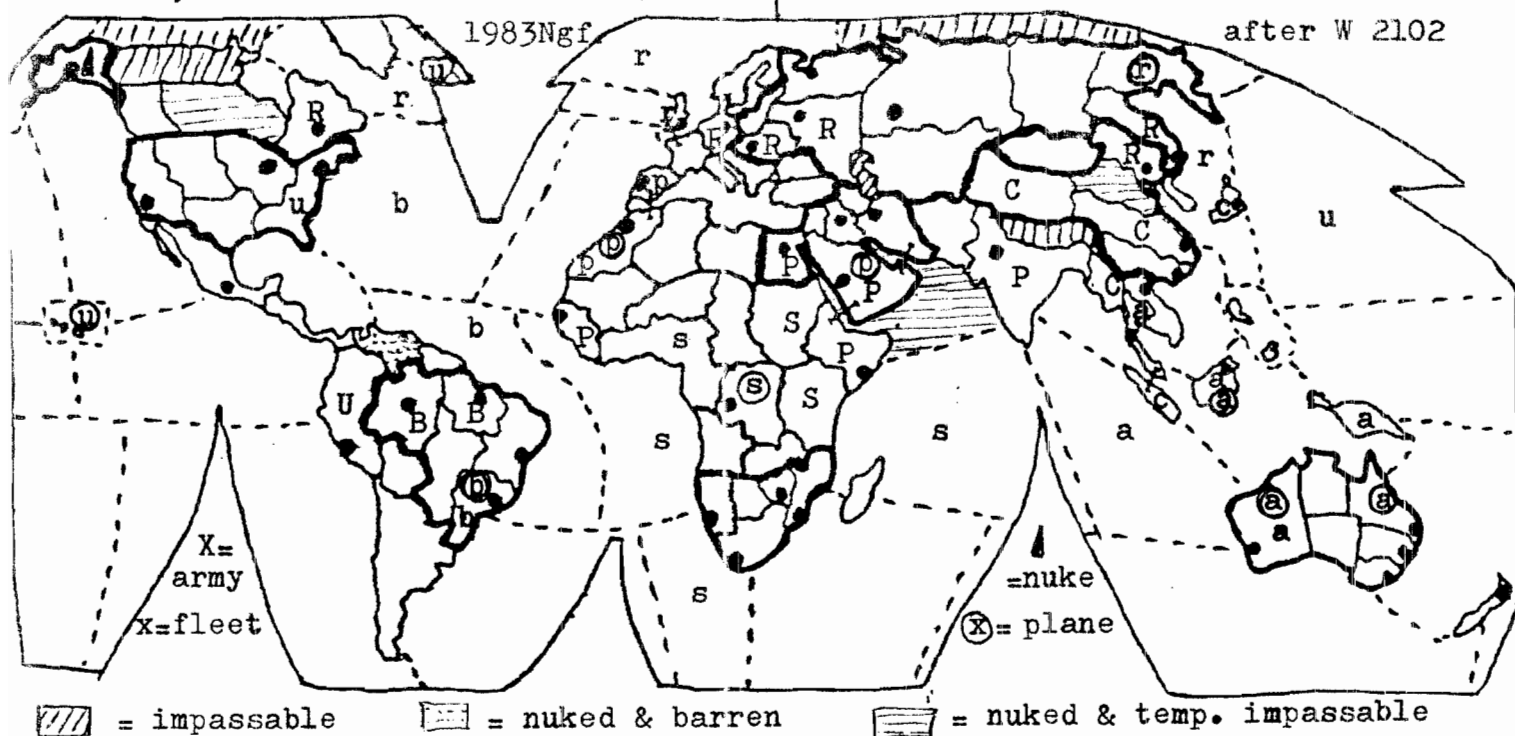 1983Ngf. after W 2102
r
u r r
R r R R R R r
p C R c
u b C u
p p P p P C
u b P S P a
s P
U B B s S a a
s s a c a
b b a a a
X=
army
x=fleet
s
=nuke
ⓧ= plane
= impassable = nuked & barren = nuked & temp. impassable